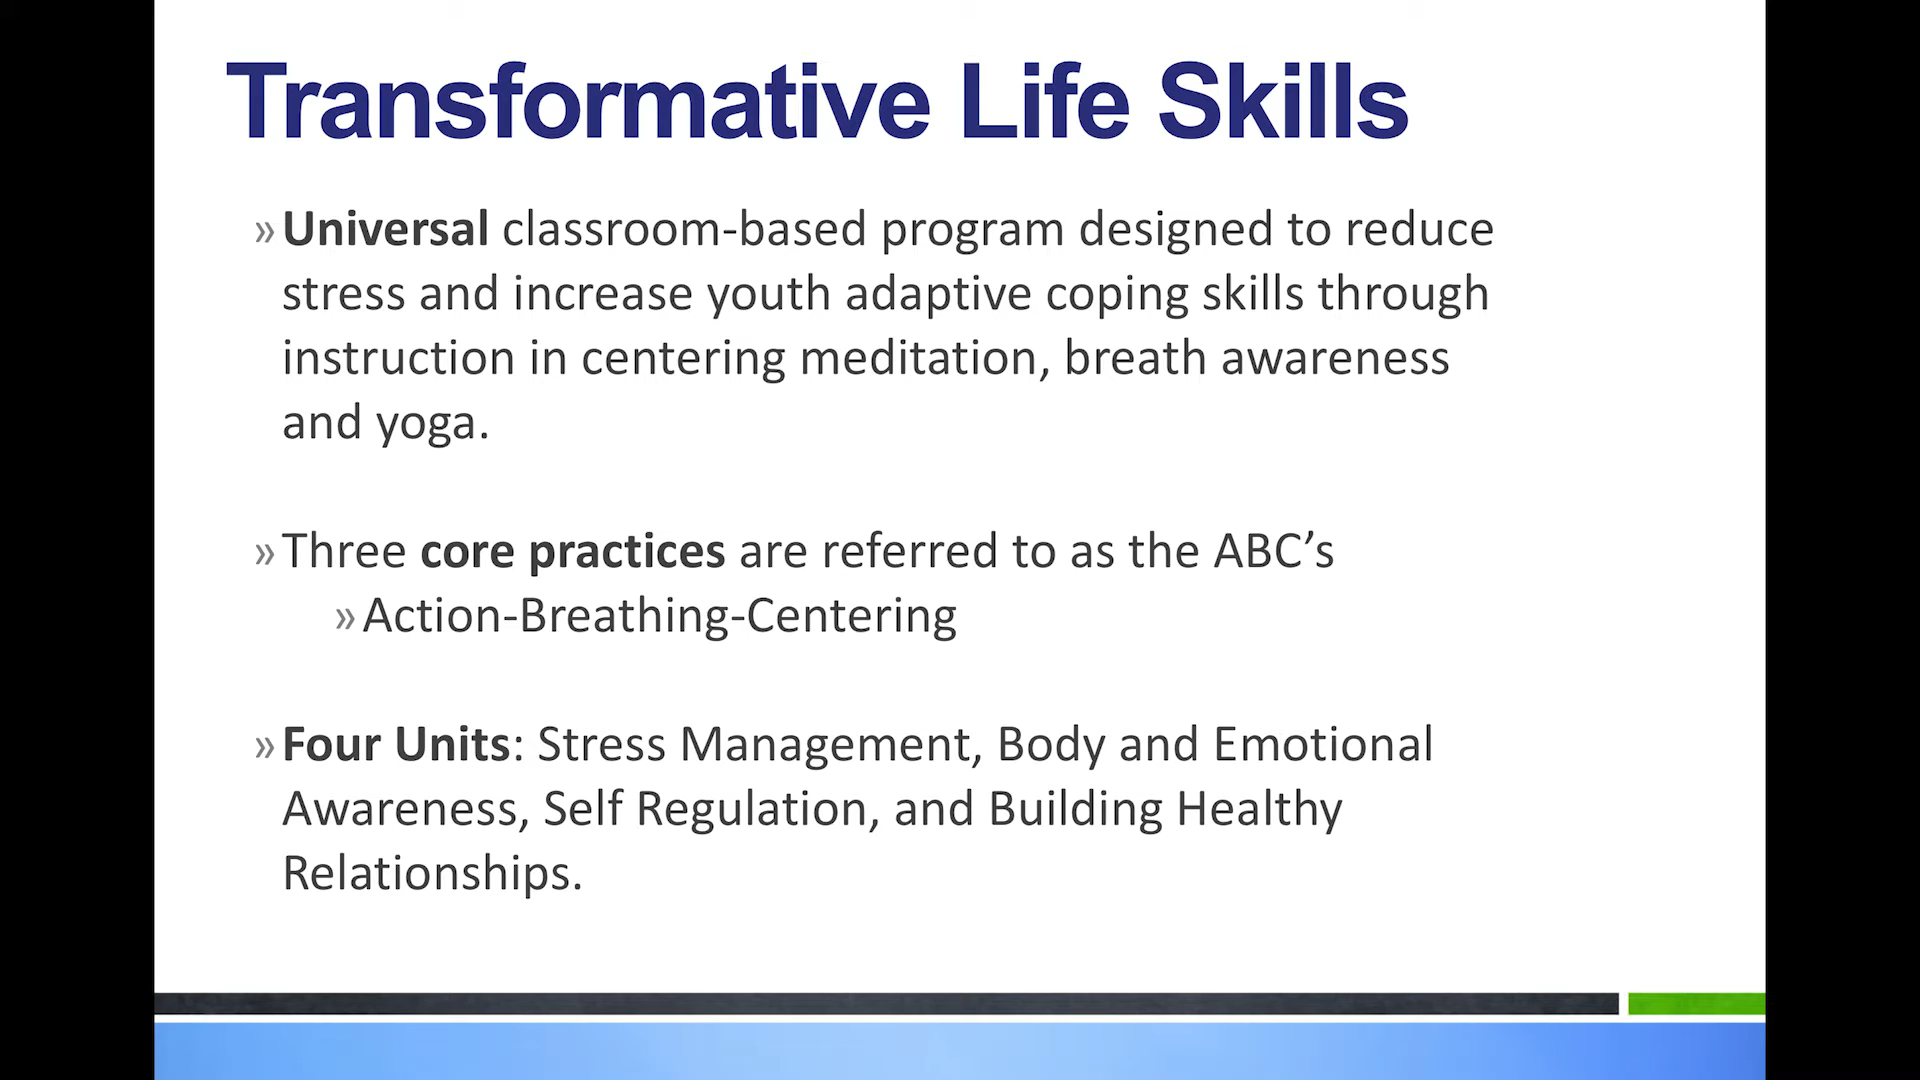 Transformative Life Skills
» Universal classroom-based program designed to reduce
stress and increase youth adaptive coping skills through
instruction in centering meditation, breath awareness
and yoga.
» Three core practices are referred to as the ABC’s
» Action-Breathing-Centering
» Four Units: Stress Management, Body and Emotional
Awareness, Self Regulation, and Building Healthy
Relationships.